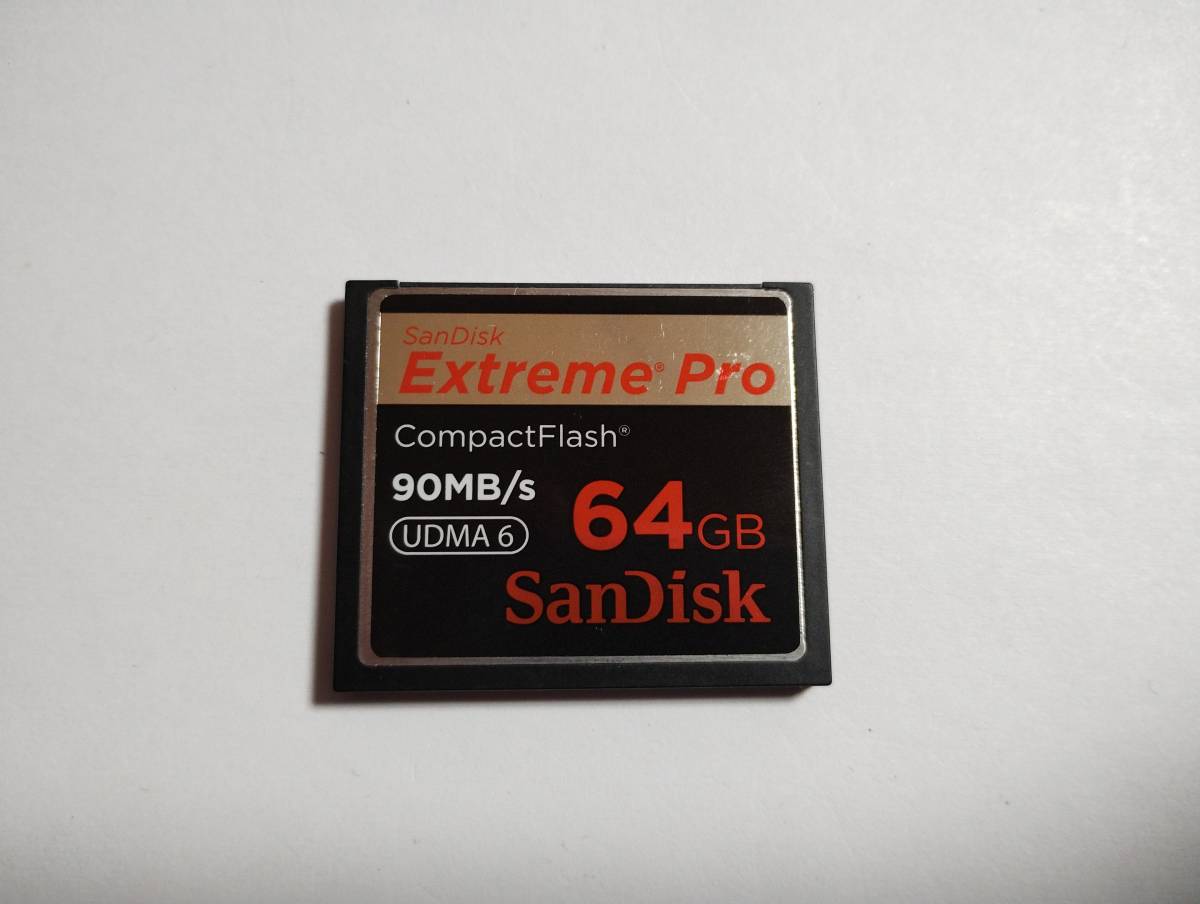 SanDisk
Extreme® Pro
CompactFlash®
90MB/s
64GB
UDMA 6
SanDisk